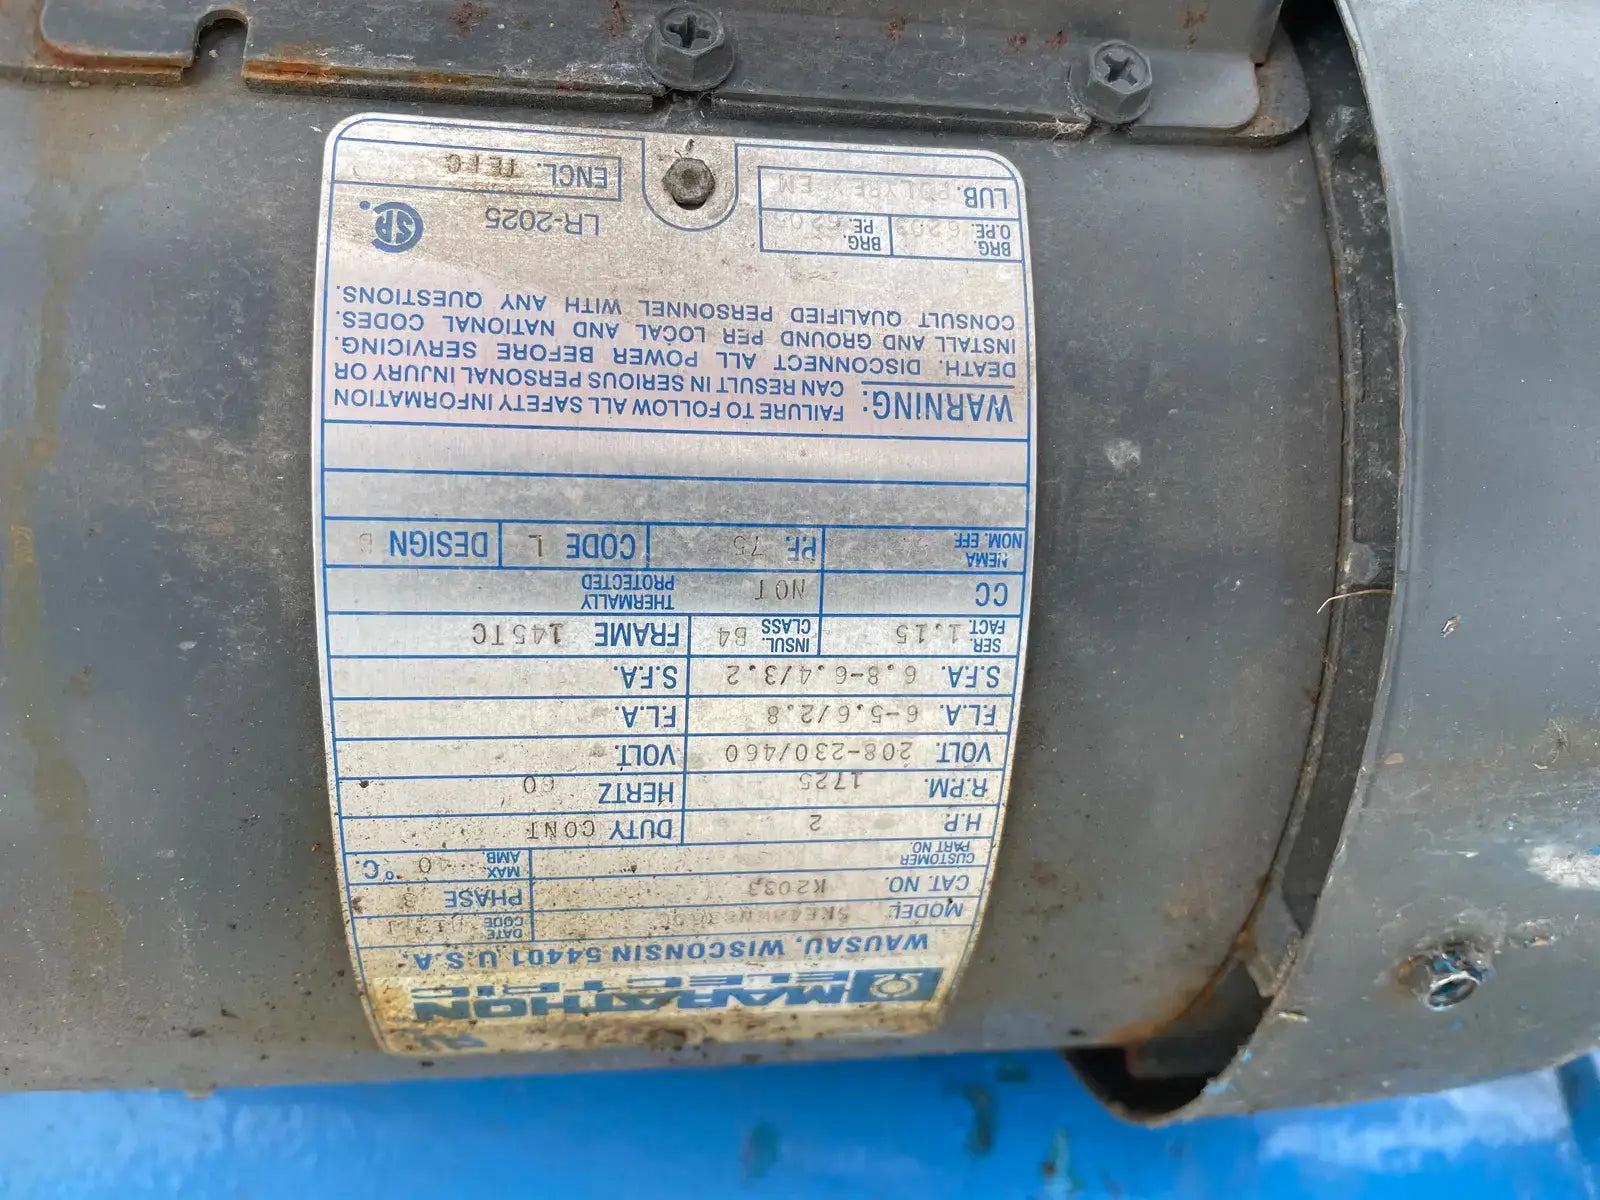 MARATHON
ELECTRIC
WAUSAU, WISCONSIN 54401 U.S.A.
MODEL DATE CODE
CAT. NO. K2033 PHASE 3
CUSTOMER PART NO. MAX AMB. 40 °C.
H.P. 2 DUTY CONT
R.P.M. 1725 HERTZ 60
VOLT. 208-230/460 VOLT.
F.L.A. 6-5.6/2.8 F.L.A.
S.F.A. 6.8-6.4/3.2 S.F.A.
SER. FACT. 1.15 INSUL. CLASS B4 FRAME 145TC
CC NOT THERMALLY PROTECTED
NEMA NOM. EFF P.F. 75 CODE L DESIGN B
WARNING: FAILURE TO FOLLOW ALL SAFETY INFORMATION
CAN RESULT IN SERIOUS PERSONAL INJURY OR
DEATH. DISCONNECT ALL POWER BEFORE SERVICING.
INSTALL AND GROUND PER LOCAL AND NATIONAL CODES.
CONSULT QUALIFIED PERSONNEL WITH ANY QUESTIONS.
BRG. O.P.E 6203 BRG. P.E. LR-2025 SA
LUB. POLYREX EM ENCL. TEFC